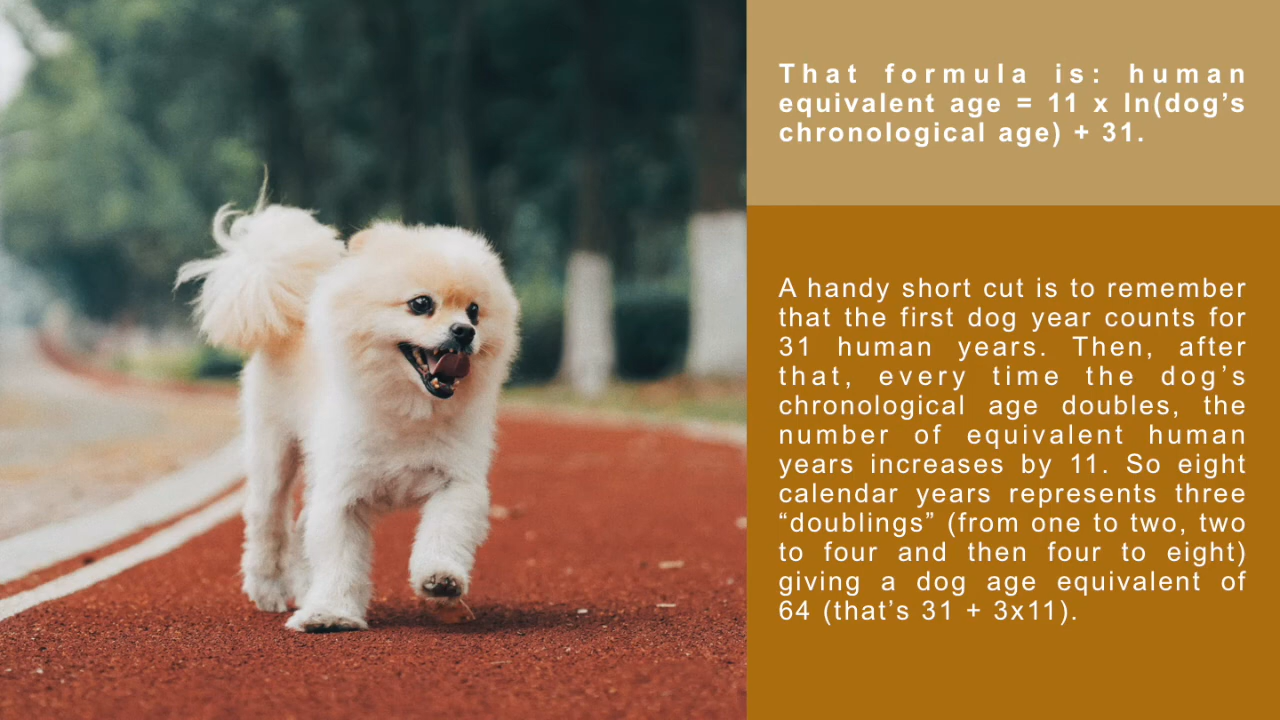 That formula is: human
equivalent age = 11 x ln(dog’s
chronological age) + 31.
A handy short cut is to remember
that the first dog year counts for
31 human years. Then, after
that, every time the dog’s
chronological age doubles, the
number of equivalent human
years increases by 11. So eight
calendar years represents three
“doublings” (from one to two, two
to four and then four to eight)
giving a dog age equivalent of
64 (that’s 31 + 3x11).